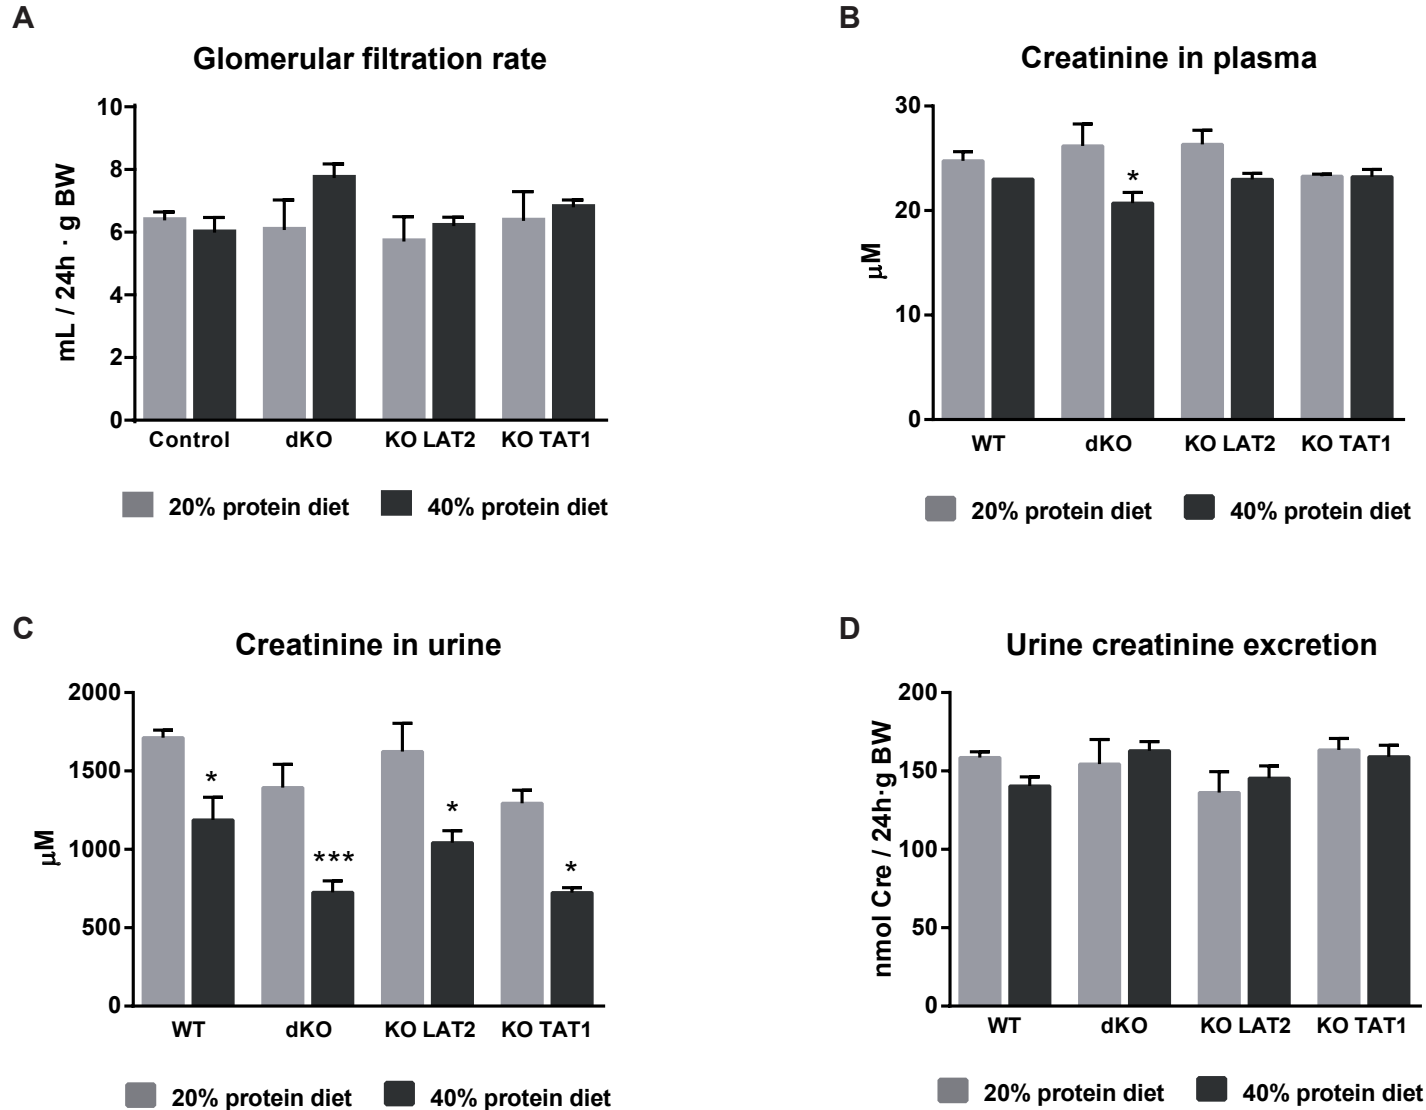 A
Glomerular filtration rate
mL / 24h · g BW
10
8
6
4
2
0
Control dKO KO LAT2 KO TAT1
20% protein diet 40% protein diet
B
Creatinine in plasma
μM
30
20
10
0
*
WT dKO KO LAT2 KO TAT1
20% protein diet 40% protein diet
C
Creatinine in urine
μM
2000
1500
1000
500
0
* *** * *
WT dKO KO LAT2 KO TAT1
20% protein diet 40% protein diet
D
Urine creatinine excretion
nmol Cre / 24h·g BW
200
150
100
50
0
WT dKO KO LAT2 KO TAT1
20% protein diet 40% protein diet